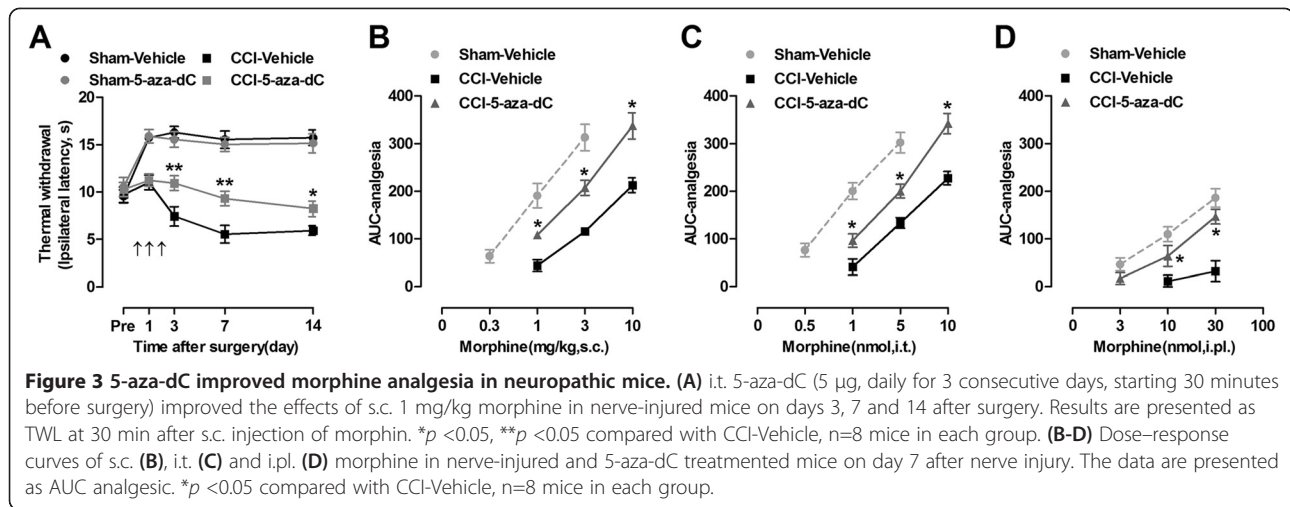 A
Sham-Vehicle
CCI-Vehicle
Sham-5-aza-dC
CCI-5-aza-dC
Thermal withdrawal
(Ipsilateral latency, s)
20
15
10
5
0
**
**
*
↑↑↑
Pre 1 3 7 14
Time after surgery(day)
B
Sham-Vehicle
CCI-Vehicle
CCI-5-aza-dC
AUC-analgesia
400
300
200
100
0
*
*
*
0 0.3 1 3 10
Morphine(mg/kg,s.c.)
C
Sham-Vehicle
CCI-Vehicle
CCI-5-aza-dC
AUC-analgesia
400
300
200
100
0
*
*
*
0 0.5 1 5 10
Morphine(nmol,i.t.)
D
Sham-Vehicle
CCI-Vehicle
CCI-5-aza-dC
AUC-analgesia
400
300
200
100
0
*
*
0 3 10 30 100
Morphine(nmol,i.pl.)
Figure 3 5-aza-dC improved morphine analgesia in neuropathic mice. (A) i.t. 5-aza-dC (5 μg, daily for 3 consecutive days, starting 30 minutes
before surgery) improved the effects of s.c. 1 mg/kg morphine in nerve-injured mice on days 3, 7 and 14 after surgery. Results are presented as
TWL at 30 min after s.c. injection of morphin. *p <0.05, **p <0.05 compared with CCI-Vehicle, n=8 mice in each group. (B-D) Dose–response
curves of s.c. (B), i.t. (C) and i.pl. (D) morphine in nerve-injured and 5-aza-dC treatmented mice on day 7 after nerve injury. The data are presented
as AUC analgesic. *p <0.05 compared with CCI-Vehicle, n=8 mice in each group.